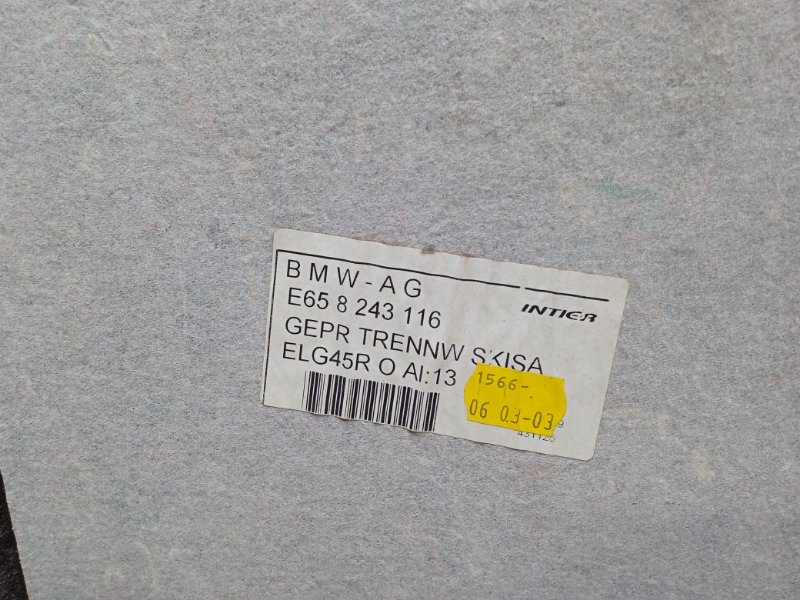 BMW-AG
INTIER
E65 8 243 116
GEPR TRENNW SKISA
ELG45R O AI:13
1566-
06 03-03